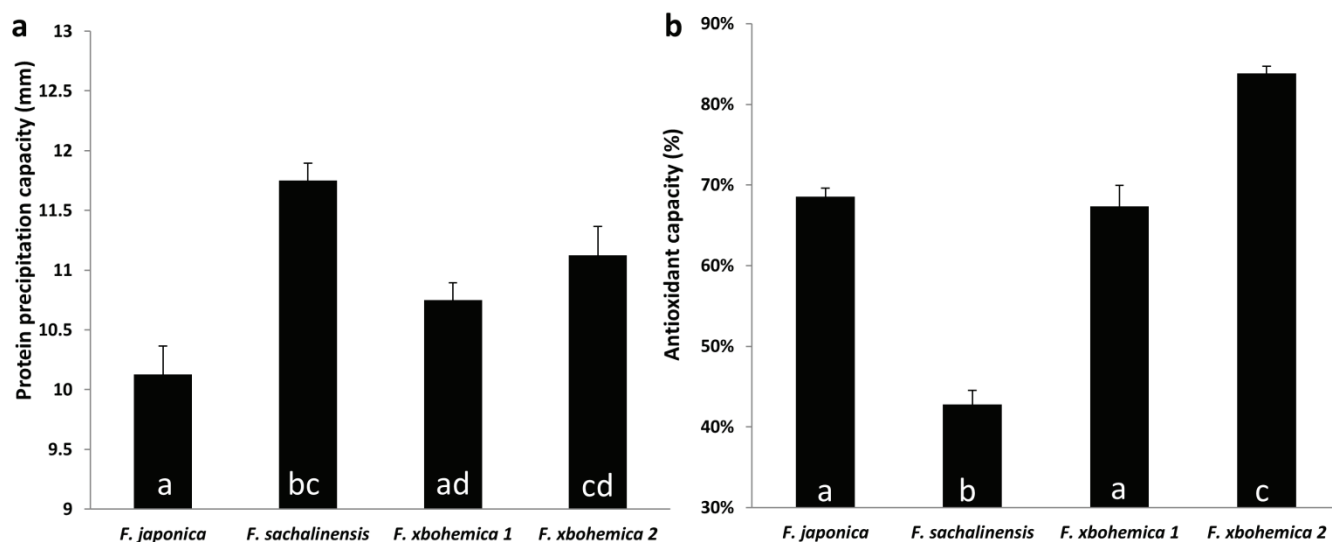 a
Protein precipitation capacity (mm)
13
12.5
12
11.5
11
10.5
10
9.5
9
a
bc
ad
cd
F. japonica
F. sachalinensis
F. xbohemica 1
F. xbohemica 2
b
Antioxidant capacity (%)
90%
80%
70%
60%
50%
40%
30%
a
b
a
c
F. japonica
F. sachalinensis
F. xbohemica 1
F. xbohemica 2